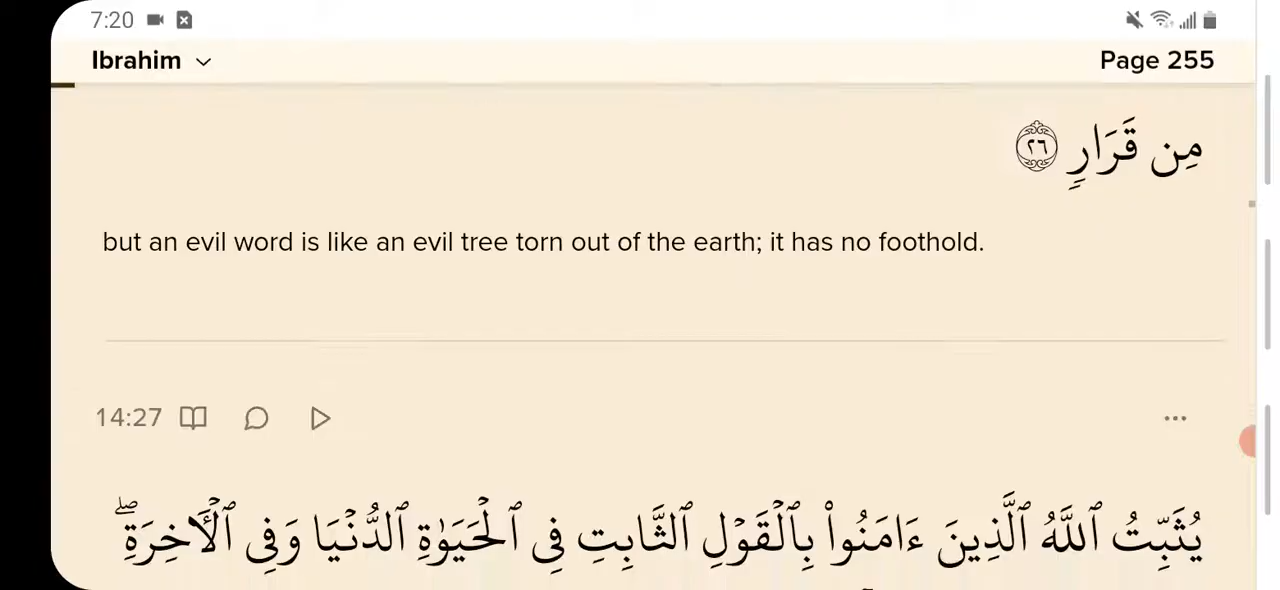 7:20
Ibrahim
Page 255
مِن قَرَارٍ ٢٦
but an evil word is like an evil tree torn out of the earth; it has no foothold.
14:27
يُثَبِّتُ ٱللَّهُ ٱلَّذِينَ ءَامَنُوا۟ بِٱلْقَوْلِ ٱلثَّابِتِ فِى ٱلْحَيَوٰةِ ٱلدُّنْيَا وَفِى ٱلْـَٔاخِرَةِ ۖ